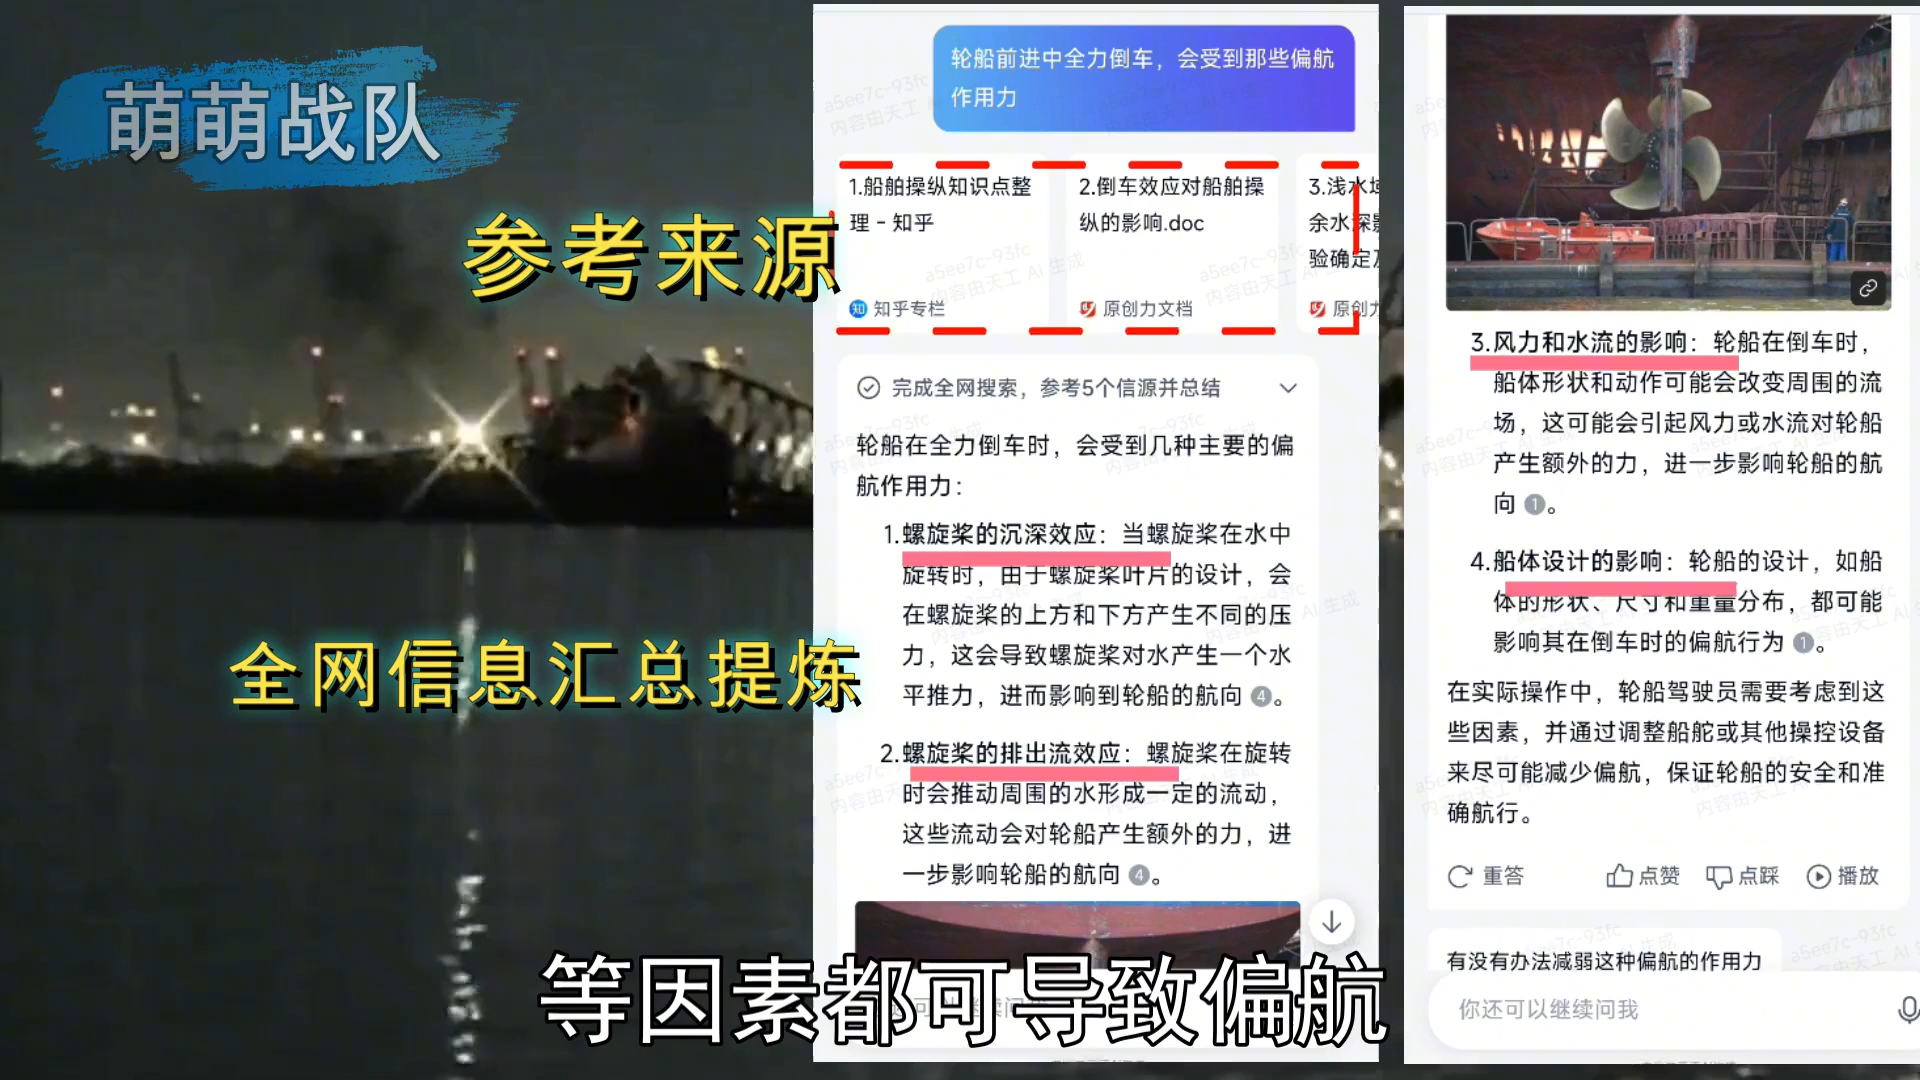 萌萌战队
参考来源
全网信息汇总提炼
轮船前进中全力倒车，会受到那些偏航
作用力
1.船舶操纵知识点整
理 - 知乎
知乎专栏
2.倒车效应对船舶操
纵的影响.doc
原创力文档
3.浅水域
余水深
验确定及
原创力
完成全网搜索，参考5个信源并总结
轮船在全力倒车时，会受到几种主要的偏
航作用力：
1.螺旋桨的沉深效应：当螺旋桨在水中
旋转时，由于螺旋桨叶片的设计，会
在螺旋桨的上方和下方产生不同的压
力，这会导致螺旋桨对水产生一个水
平推力，进而影响到轮船的航向 4。
2.螺旋桨的排出流效应：螺旋桨在旋转
时会推动周围的水形成一定的流动，
这些流动会对轮船产生额外的力，进
一步影响轮船的航向 4。
3.风力和水流的影响：轮船在倒车时，
船体形状和动作可能会改变周围的流
场，这可能会引起风力或水流对轮船
产生额外的力，进一步影响轮船的航
向 1。
4.船体设计的影响：轮船的设计，如船
体的形状、尺寸和重量分布，都可能
影响其在倒车时的偏航行为 1。
在实际操作中，轮船驾驶员需要考虑到这
些因素，并通过调整船舵或其他操控设备
来尽可能减少偏航，保证轮船的安全和准
确航行。
重答
点赞
点踩
播放
有没有办法减弱这种偏航的作用力
你还可以继续问我
等因素都可导致偏航